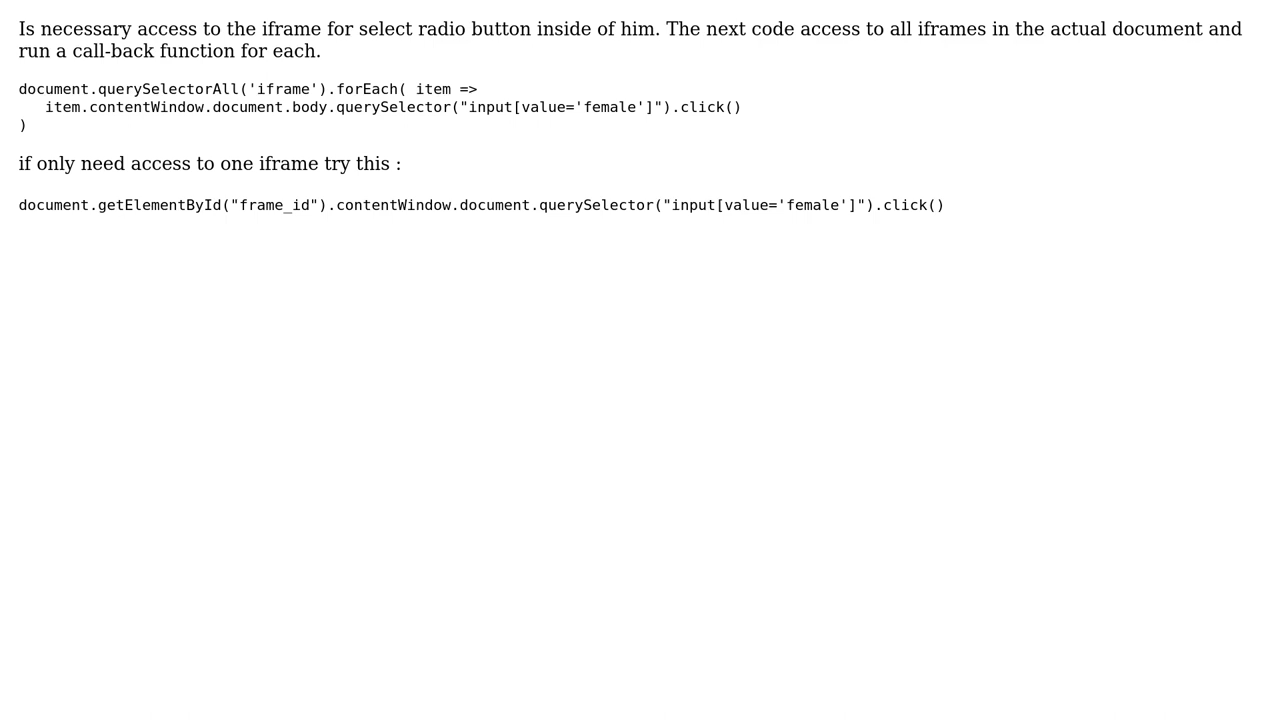 Is necessary access to the iframe for select radio button inside of him. The next code access to all iframes in the actual document and
run a call-back function for each.
document.querySelectorAll('iframe').forEach( item =>
   item.contentWindow.document.body.querySelector("input[value='female']").click()
)
if only need access to one iframe try this :
document.getElementById("frame_id").contentWindow.document.querySelector("input[value='female']").click()